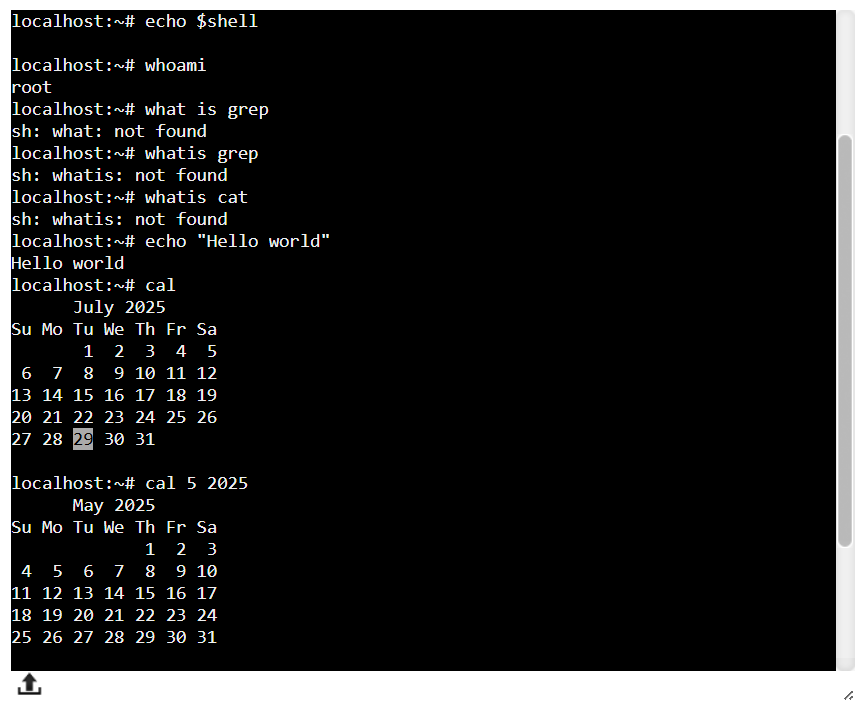 localhost:~# echo $shell

localhost:~# whoami
root
localhost:~# what is grep
sh: what: not found
localhost:~# whatis grep
sh: whatis: not found
localhost:~# whatis cat
sh: whatis: not found
localhost:~# echo "Hello world"
Hello world
localhost:~# cal
      July 2025
Su Mo Tu We Th Fr Sa
       1  2  3  4  5
 6  7  8  9 10 11 12
13 14 15 16 17 18 19
20 21 22 23 24 25 26
27 28 29 30 31

localhost:~# cal 5 2025
      May 2025
Su Mo Tu We Th Fr Sa
             1  2  3
 4  5  6  7  8  9 10
11 12 13 14 15 16 17
18 19 20 21 22 23 24
25 26 27 28 29 30 31